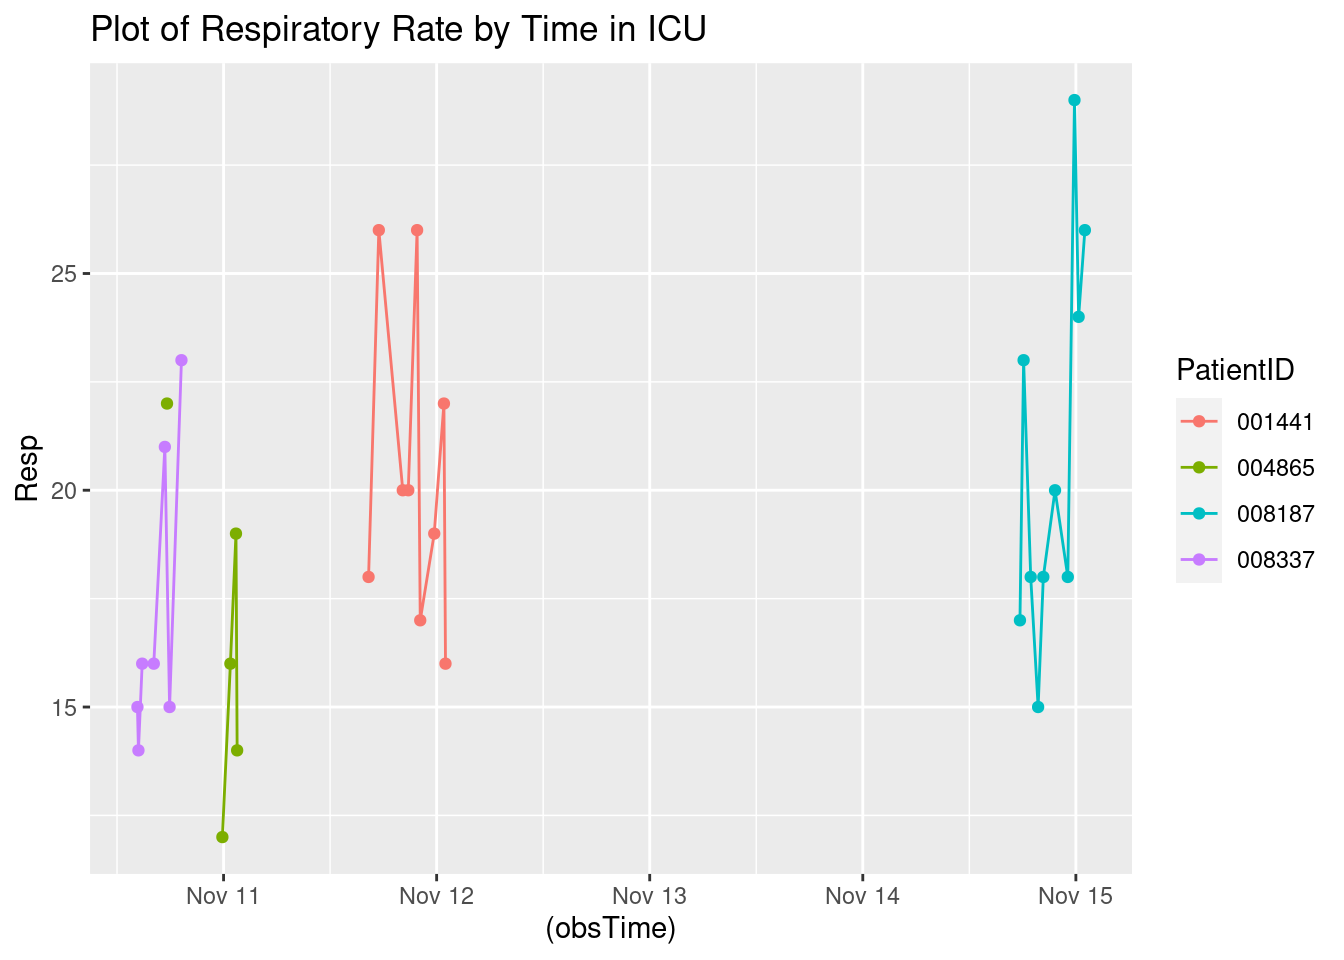 Plot of Respiratory Rate by Time in ICU
Resp
25
20
15
Nov 11
Nov 12
Nov 13
Nov 14
Nov 15
(obsTime)
PatientID
001441
004865
008187
008337